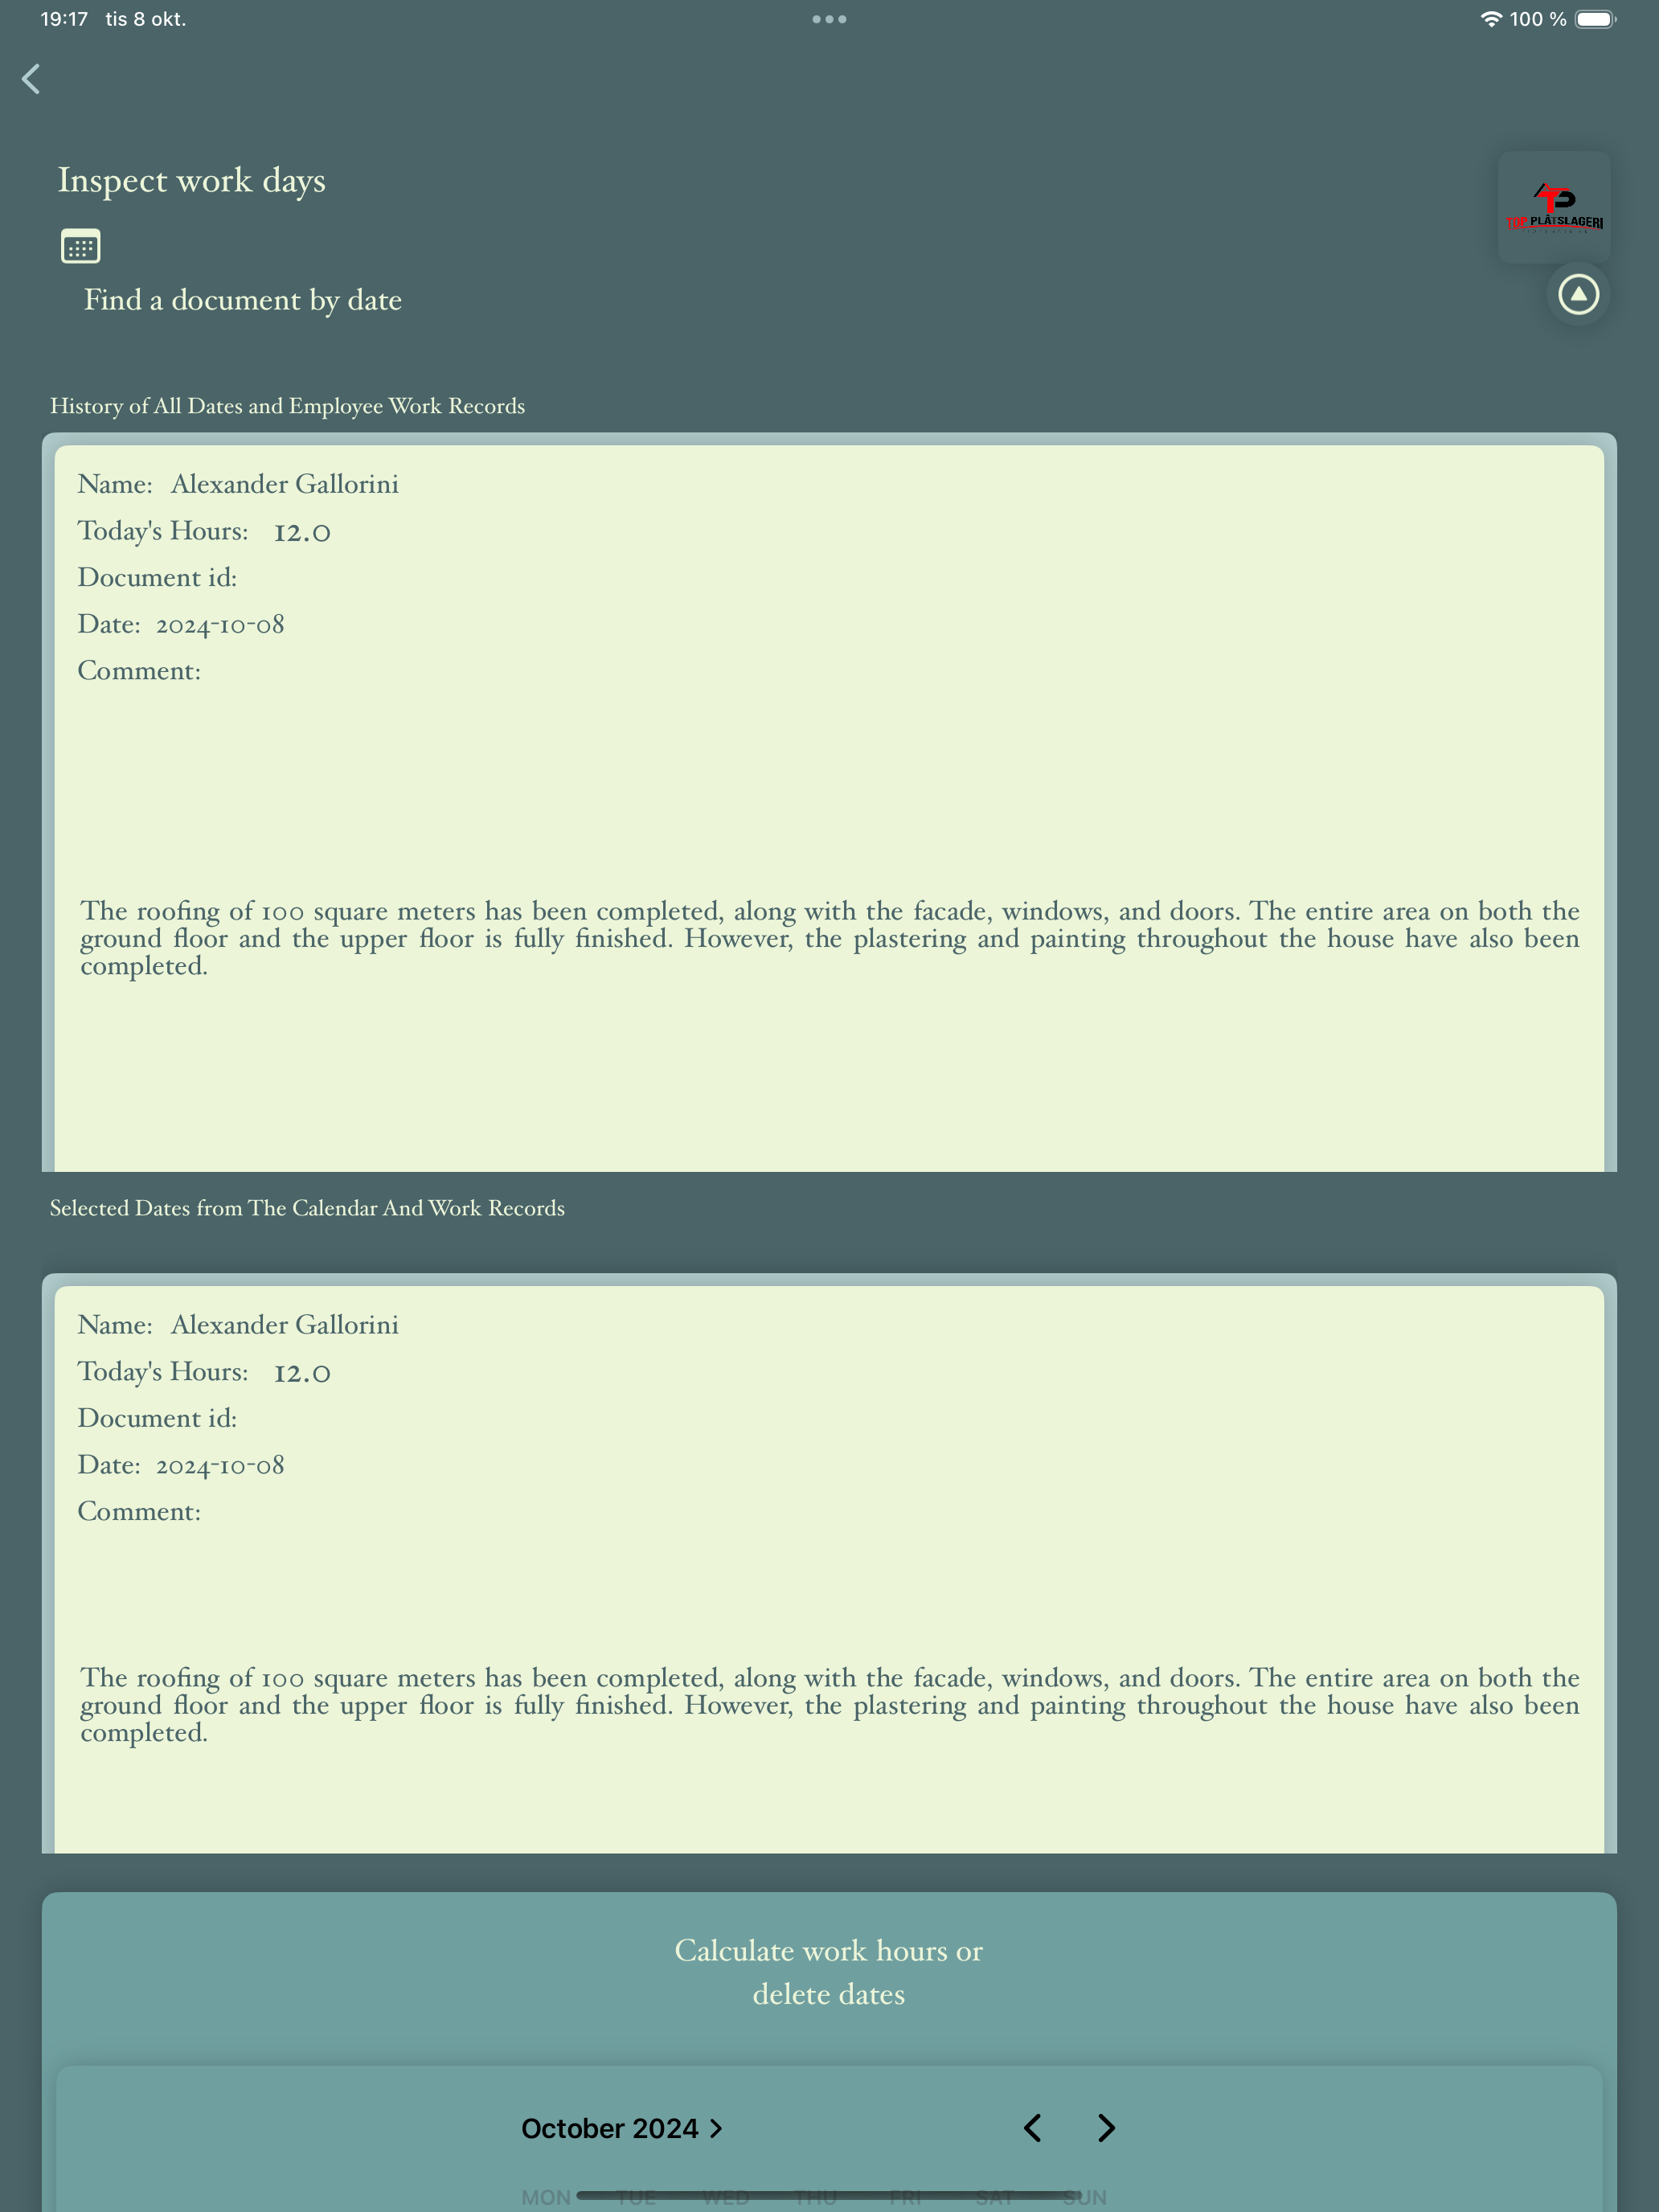 19:17 tis 8 okt.
100 %
Inspect work days
TOP PLÅTSLAGERI
Find a document by date
History of All Dates and Employee Work Records
Name: Alexander Gallorini
Today's Hours: 12.0
Document id:
Date: 2024-10-08
Comment:
The roofing of 100 square meters has been completed, along with the facade, windows, and doors. The entire area on both the
ground floor and the upper floor is fully finished. However, the plastering and painting throughout the house have also been
completed.
Selected Dates from The Calendar And Work Records
Name: Alexander Gallorini
Today's Hours: 12.0
Document id:
Date: 2024-10-08
Comment:
The roofing of 100 square meters has been completed, along with the facade, windows, and doors. The entire area on both the
ground floor and the upper floor is fully finished. However, the plastering and painting throughout the house have also been
completed.
Calculate work hours or
delete dates
October 2024
MON TUE WED THU FRI SAT SUN